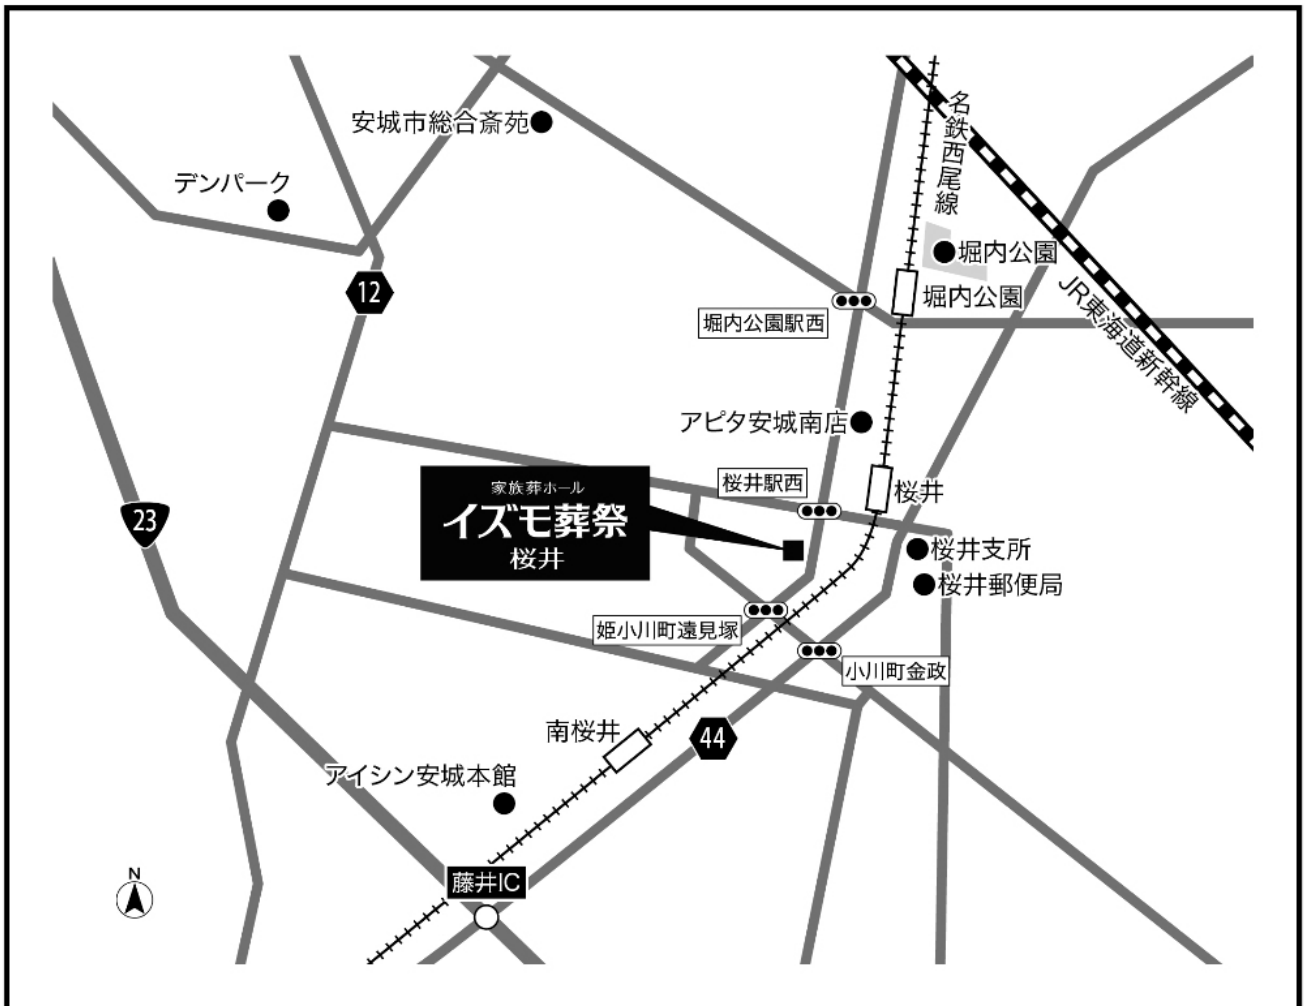 安城市総合斎苑
名鉄西尾線
デンパーク
堀内公園
12
堀内公園
JR東海道新幹線
堀内公園駅西
アピタ安城南店
桜井駅西
桜井
家族葬ホール
イズモ葬祭
桜井
23
桜井支所
桜井郵便局
姫小川町遠見塚
小川町金政
南桜井
44
アイシン安城本館
藤井IC
N